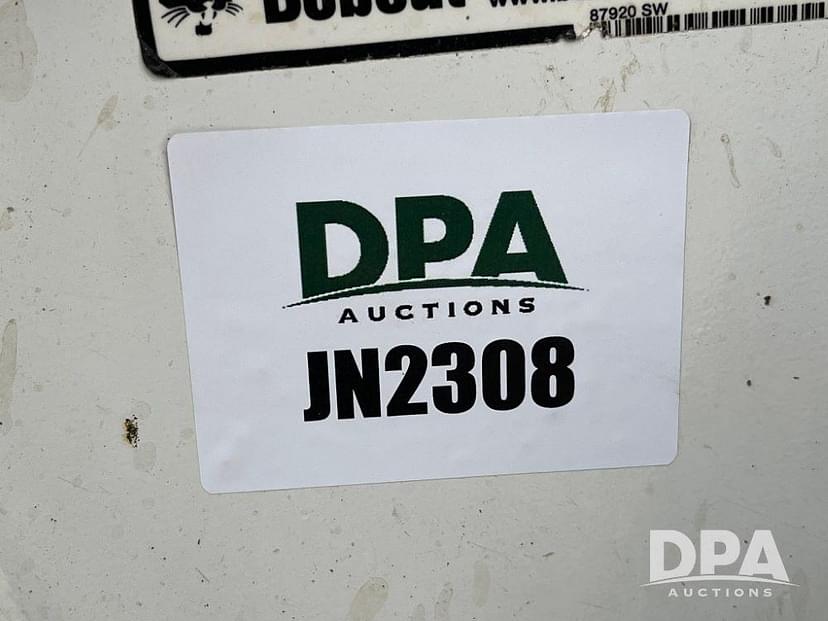 Bobcat
87920 SW
DPA
AUCTIONS
JN2308
DPA
AUCTIONS